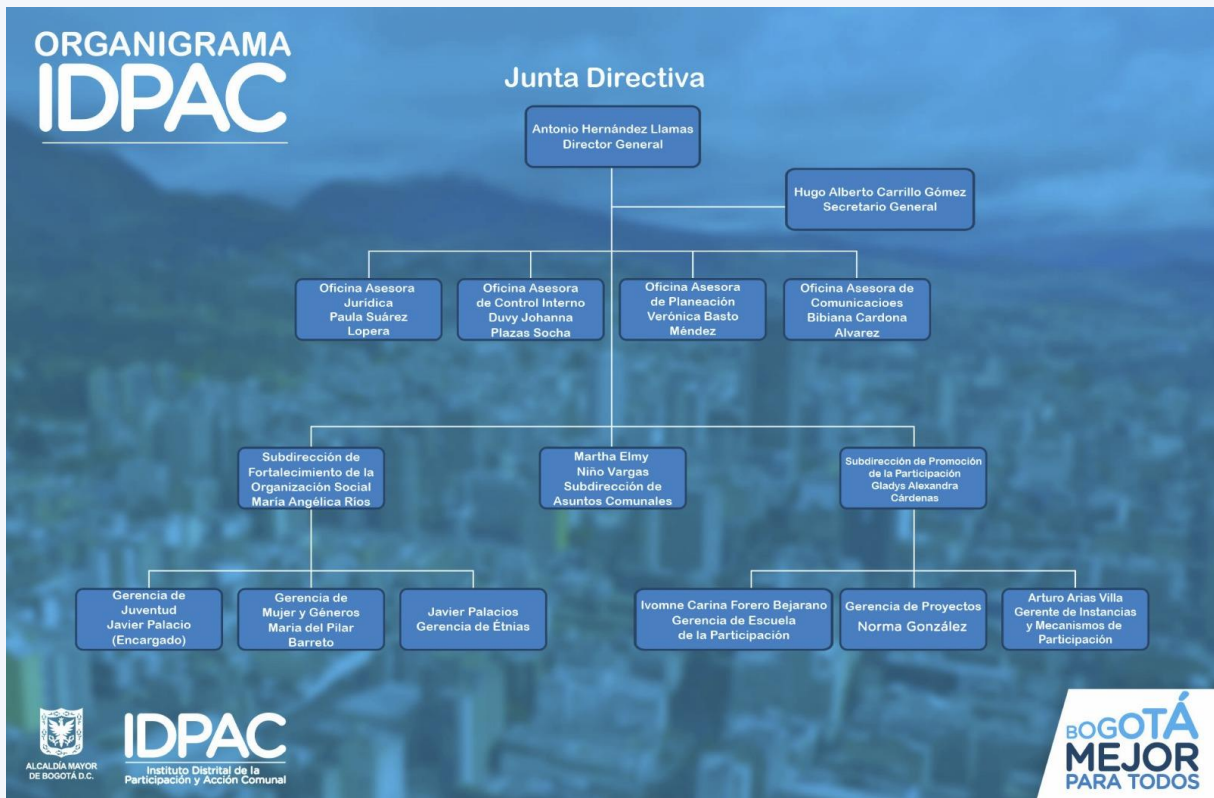 ORGANIGRAMA
IDPAC
Junta Directiva
Antonio Hernández Llamas
Director General
Hugo Alberto Carrillo Gómez
Secretario General
Oficina Asesora
Jurídica
Paula Suárez
Lopera
Oficina Asesora
de Control Interno
Duvy Johanna
Plazas Socha
Oficina Asesora
de Planeación
Verónica Basto
Méndez
Oficina Asesora de
Comunicacioes
Bibiana Cardona
Alvarez
Subdirección de
Fortalecimiento de la
Organización Social
María Angélica Ríos
Martha Elmy
Niño Vargas
Subdirección de
Asuntos Comunales
Subdirección de Promoción
de la Participación
Gladys Alexandra
Cárdenas
Gerencia de
Juventud
Javier Palacio
(Encargado)
Gerencia de
Mujer y Géneros
Maria del Pilar
Barreto
Javier Palacios
Gerencia de Étnias
Ivomne Carina Forero Bejarano
Gerencia de Escuela
de la Participación
Gerencia de Proyectos
Norma González
Arturo Arias Villa
Gerente de Instancias
y Mecanismos de
Participación
ALCALDÍA MAYOR
DE BOGOTÁ D.C.
IDPAC
Instituto Distrital de la
Participación y Acción Comunal
BOGOTÁ
MEJOR
PARA TODOS